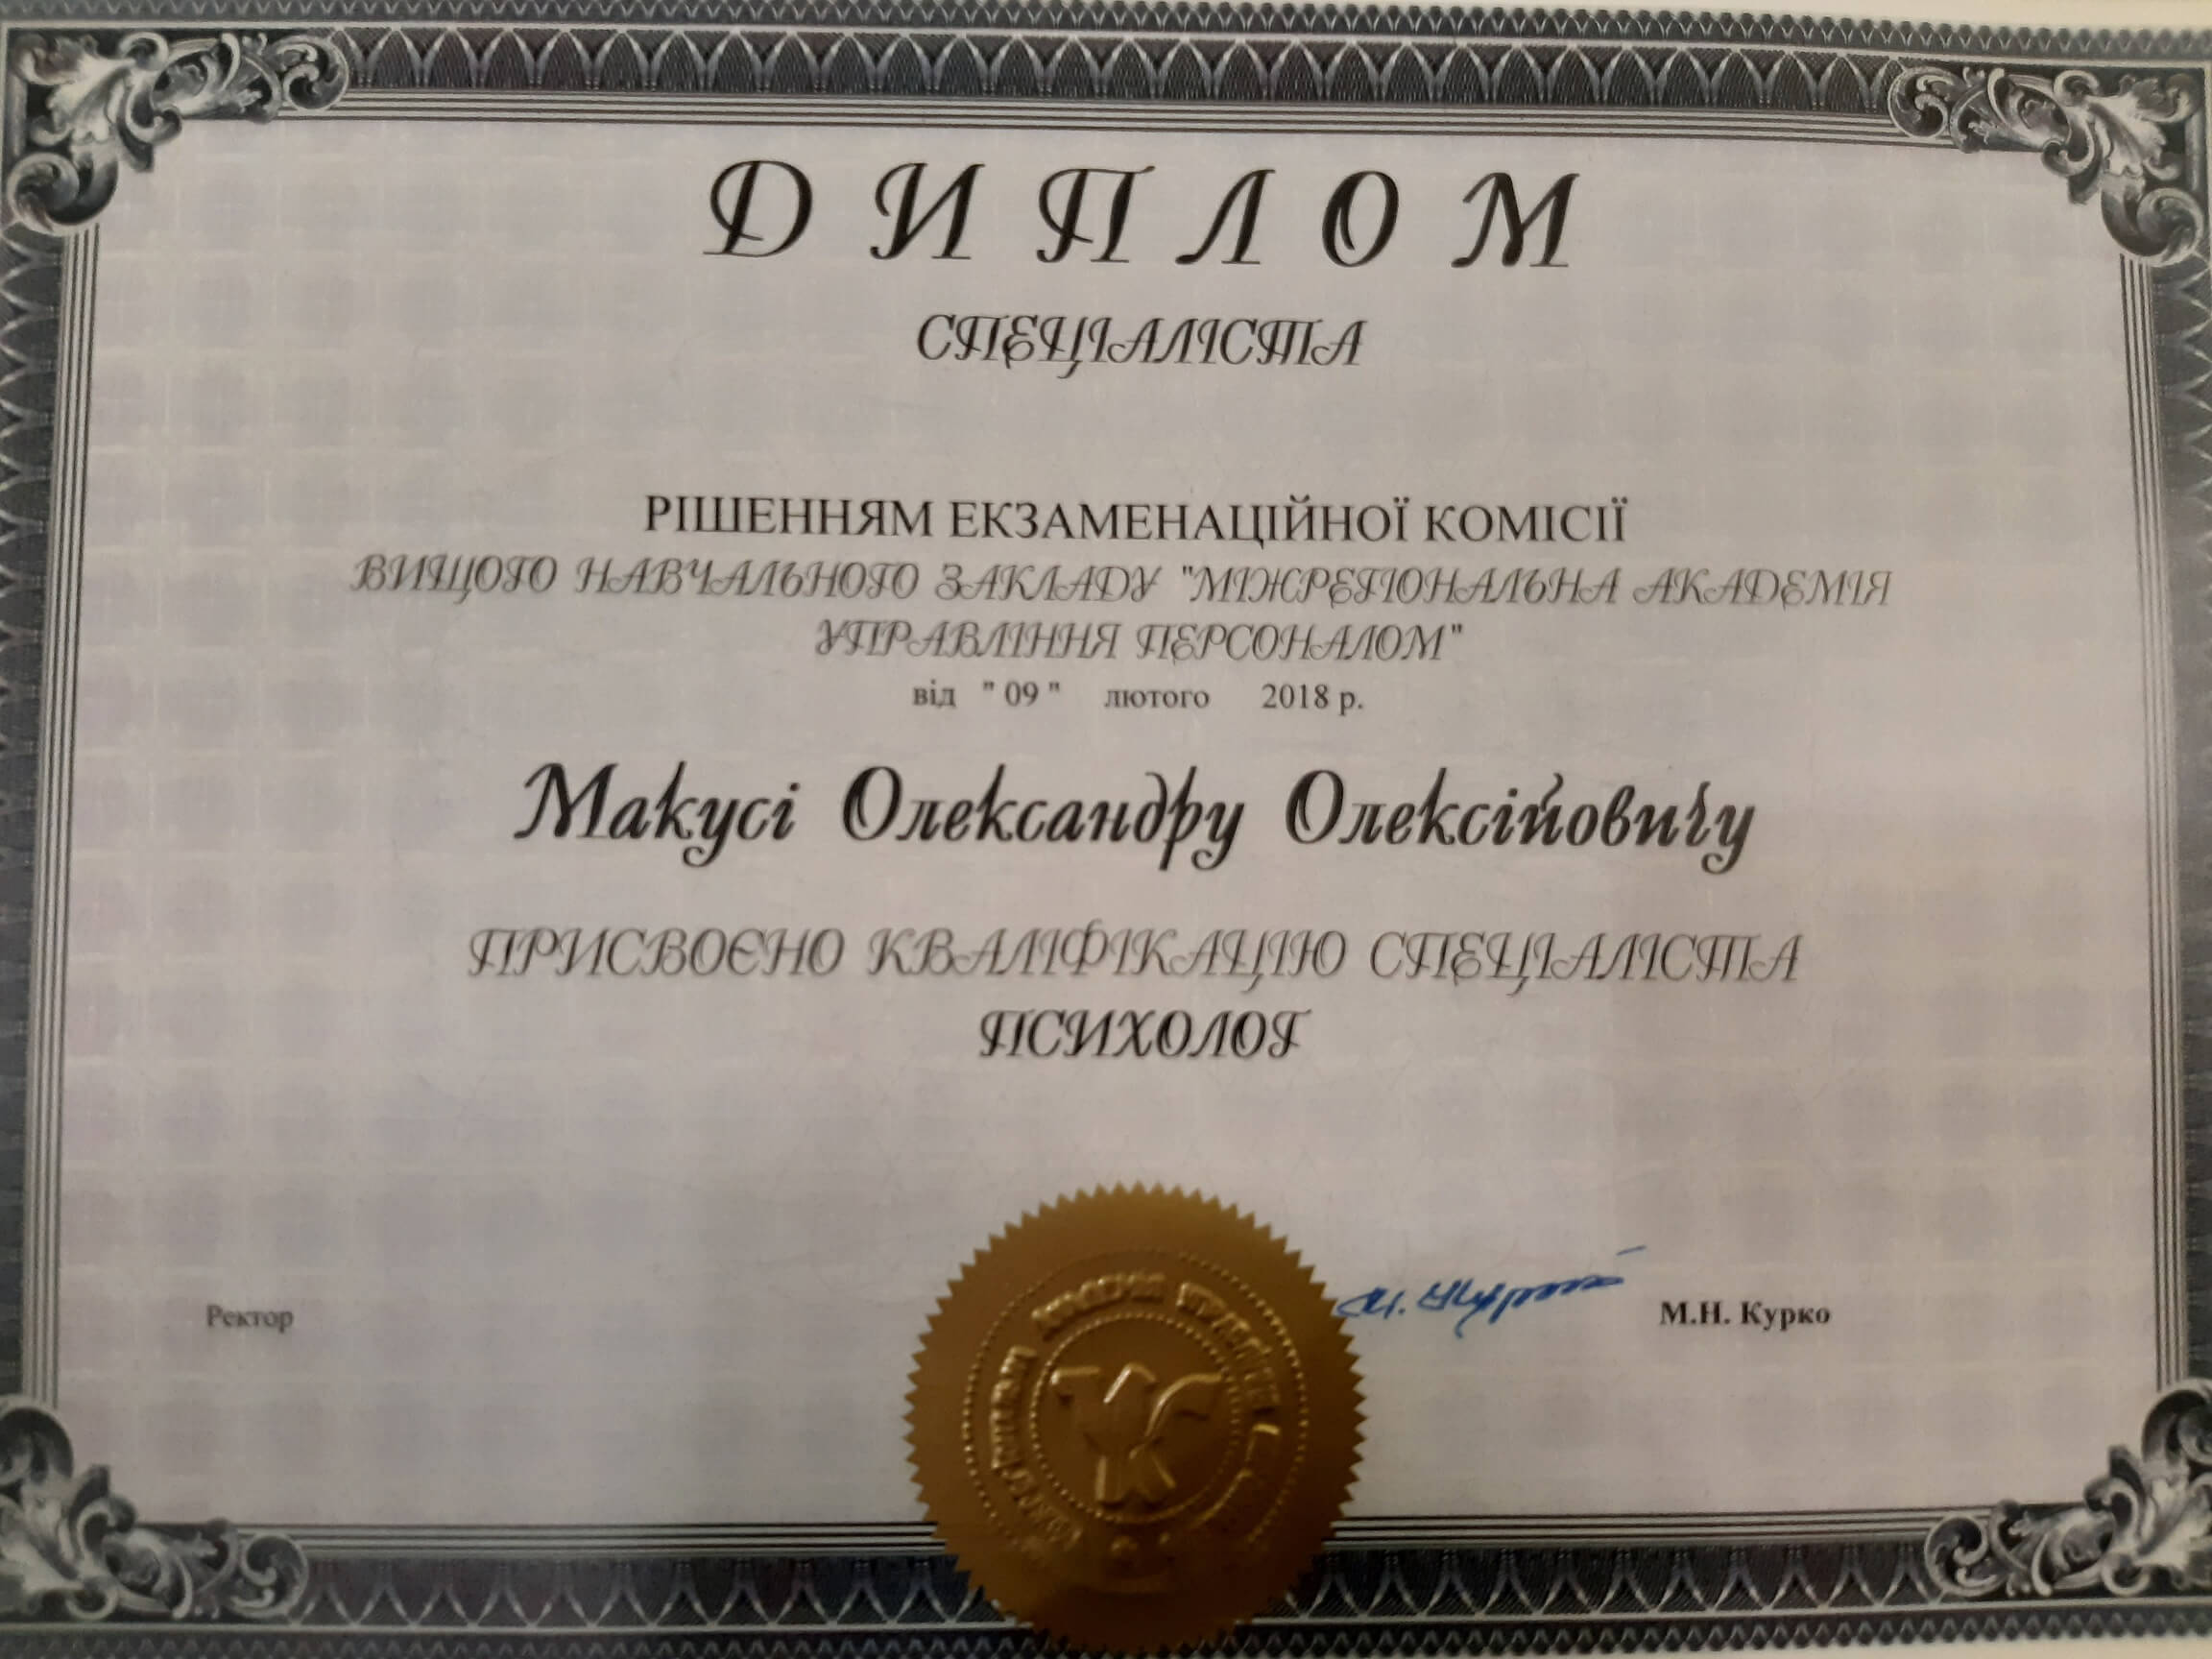 ДИПЛОМ
СПЕЦІАЛІСТА
РІШЕННЯМ ЕКЗАМЕНАЦІЙНОЇ КОМІСІЇ
ВИЩОГО НАВЧАЛЬНОГО ЗАКЛАДУ "МІЖРЕГІОНАЛЬНА АКАДЕМІЯ
УПРАВЛІННЯ ПЕРСОНАЛОМ"
від " 09 " лютого 2018 р.
Макусі Олександру Олексійовичу
ПРИСВОЄНО КВАЛІФІКАЦІЮ СПЕЦІАЛІСТА
ПСИХОЛОГ
Ректор
М.Н. Курко